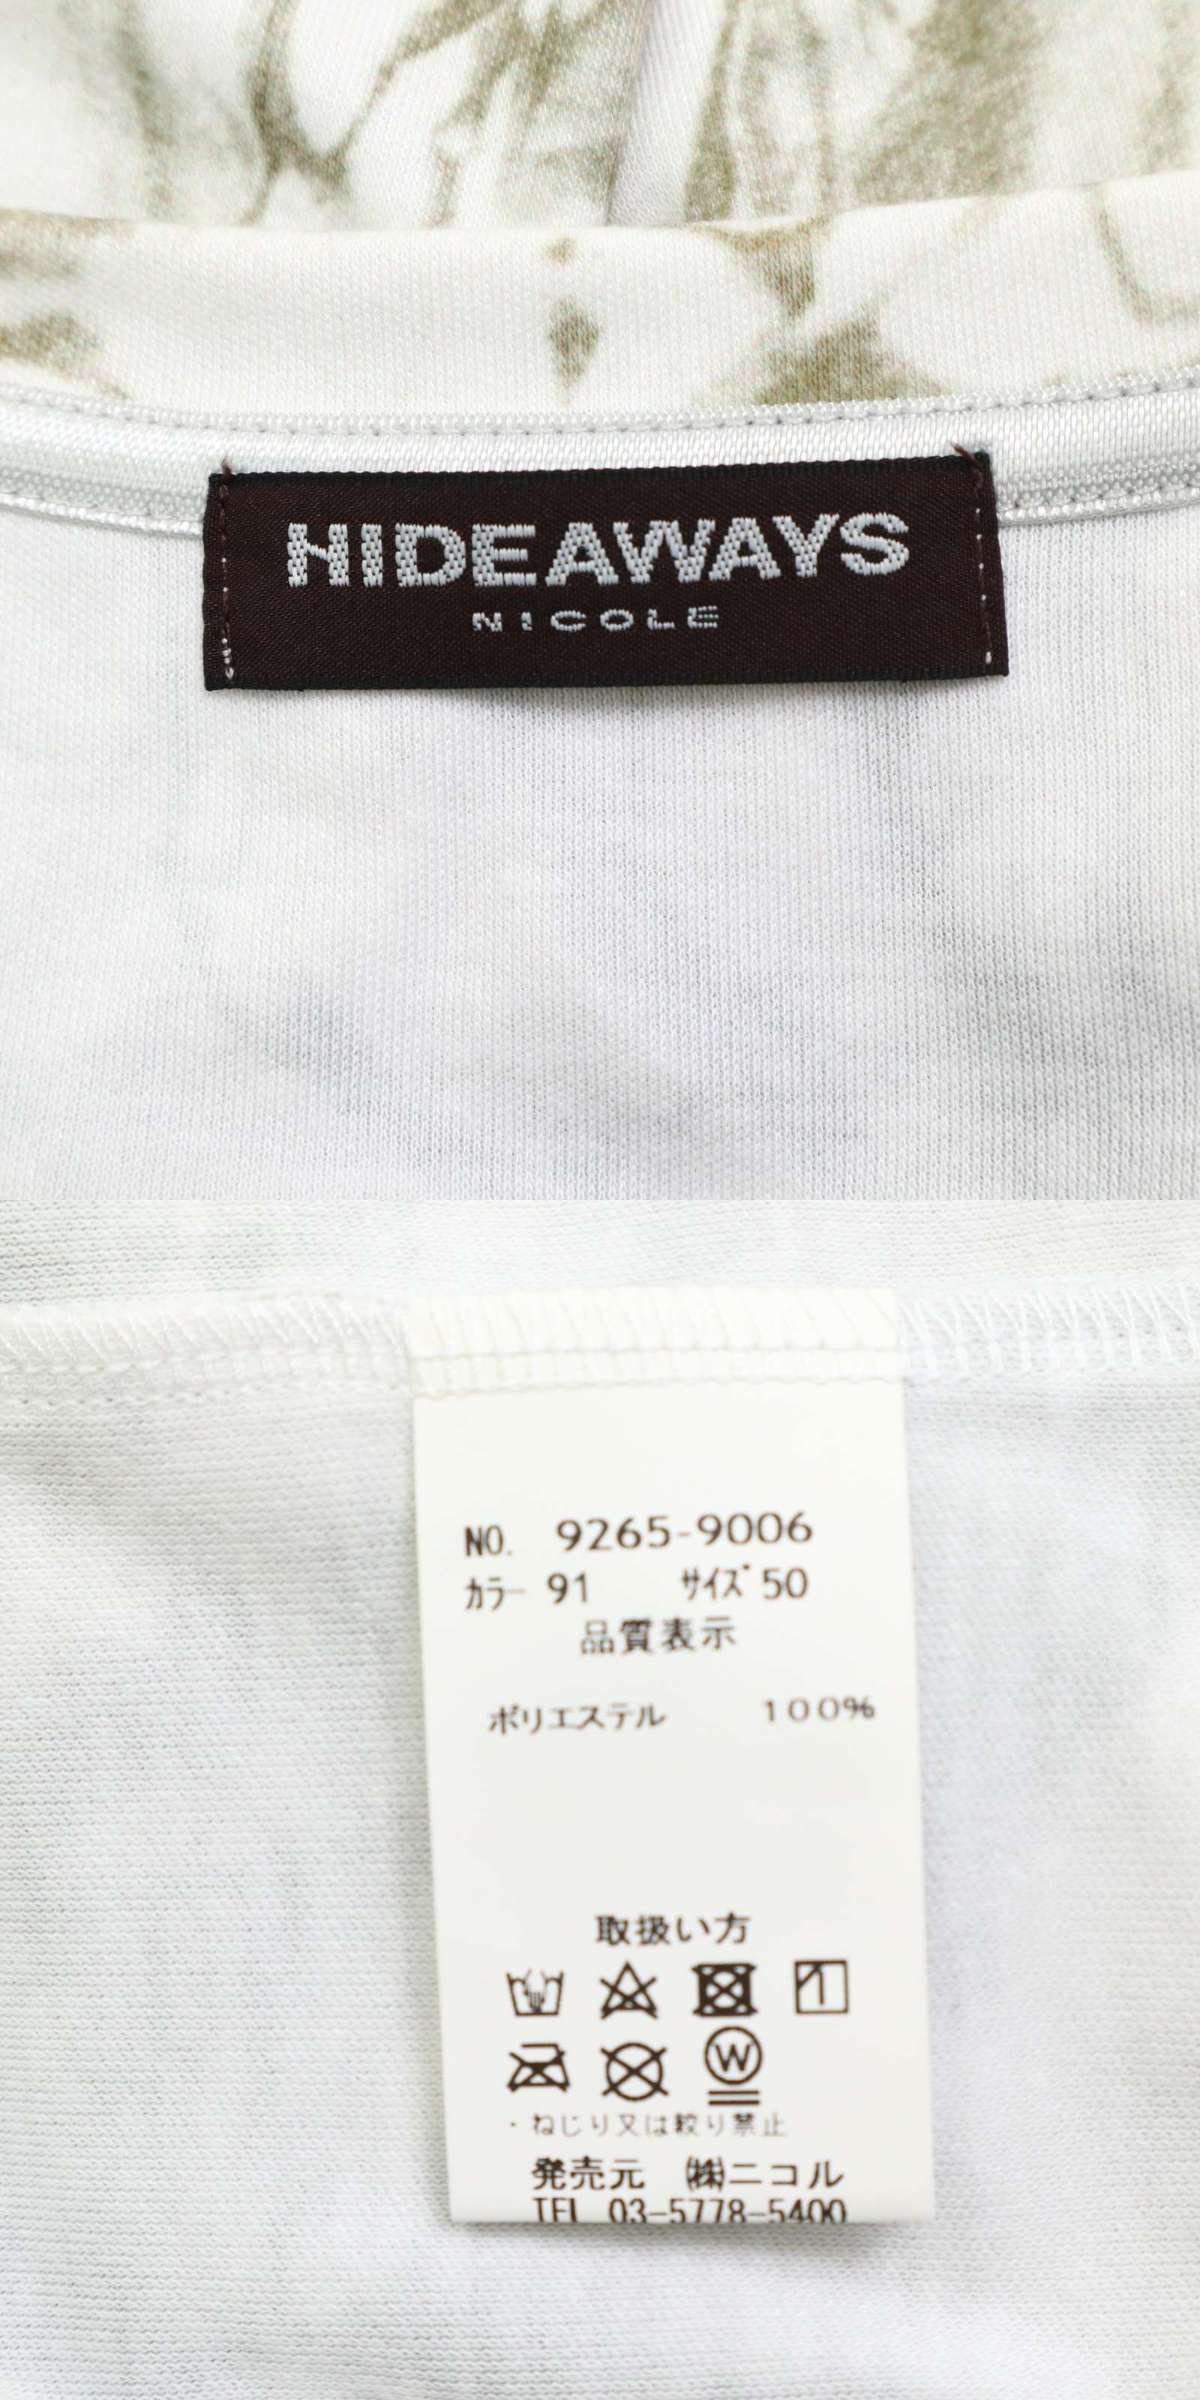 HIDEAWAYS
NICOLE
NO. 9265-9006
カラー 91 サイズ 50
品質表示
ポリエステル 100%
取扱い方
W
・ねじり又は絞り禁止
発売元 ㈱ニコル
TEL 03-5778-5400